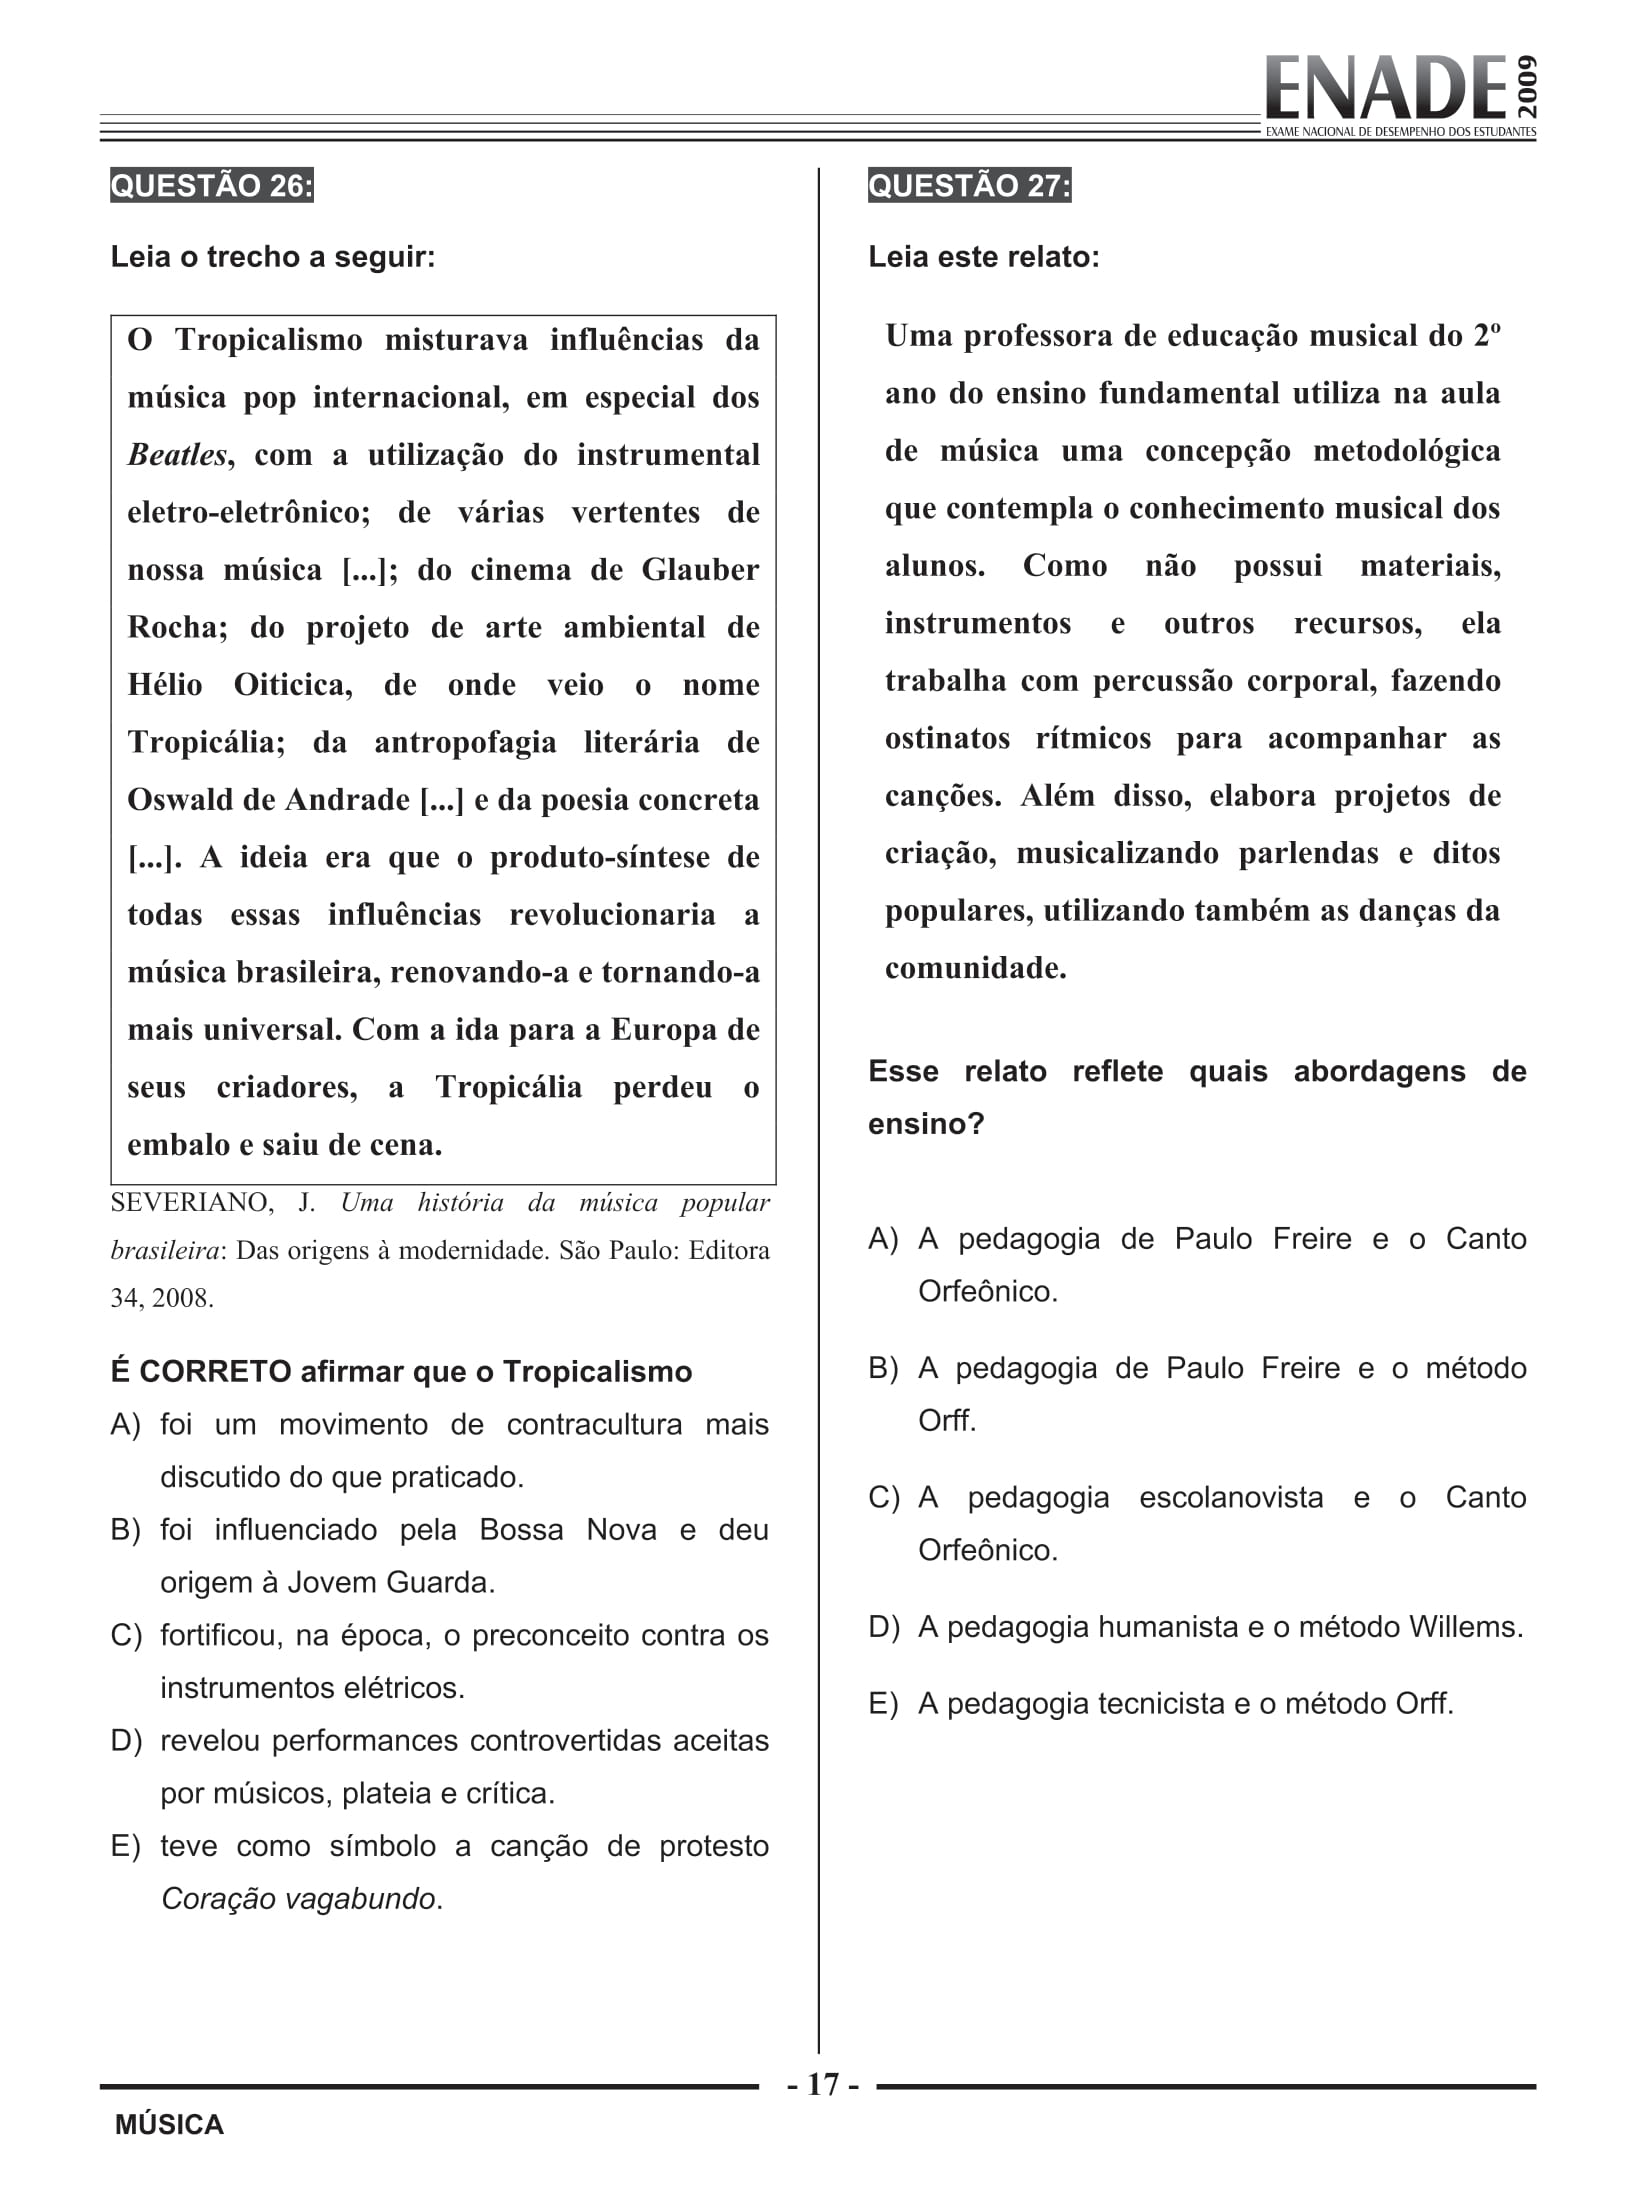 ENADE 2009
EXAME NACIONAL DE DESEMPENHO DOS ESTUDANTES
QUESTÃO 26:
Leia o trecho a seguir:
O Tropicalismo misturava influências da
música pop internacional, em especial dos
Beatles, com a utilização do instrumental
eletro-eletrônico; de várias vertentes de
nossa música [...]; do cinema de Glauber
Rocha; do projeto de arte ambiental de
Hélio Oiticica, de onde veio o nome
Tropicália; da antropofagia literária de
Oswald de Andrade [...] e da poesia concreta
[...]. A ideia era que o produto-síntese de
todas essas influências revolucionaria a
música brasileira, renovando-a e tornando-a
mais universal. Com a ida para a Europa de
seus criadores, a Tropicália perdeu o
embalo e saiu de cena.
SEVERIANO, J. Uma história da música popular
brasileira: Das origens à modernidade. São Paulo: Editora
34, 2008.
É CORRETO afirmar que o Tropicalismo
A) foi um movimento de contracultura mais
discutido do que praticado.
B) foi influenciado pela Bossa Nova e deu
origem à Jovem Guarda.
C) fortificou, na época, o preconceito contra os
instrumentos elétricos.
D) revelou performances controvertidas aceitas
por músicos, plateia e crítica.
E) teve como símbolo a canção de protesto
Coração vagabundo.
QUESTÃO 27:
Leia este relato:
Uma professora de educação musical do 2º
ano do ensino fundamental utiliza na aula
de música uma concepção metodológica
que contempla o conhecimento musical dos
alunos. Como não possui materiais,
instrumentos e outros recursos, ela
trabalha com percussão corporal, fazendo
ostinatos rítmicos para acompanhar as
canções. Além disso, elabora projetos de
criação, musicalizando parlendas e ditos
populares, utilizando também as danças da
comunidade.
Esse relato reflete quais abordagens de
ensino?
A) A pedagogia de Paulo Freire e o Canto
Orfeônico.
B) A pedagogia de Paulo Freire e o método
Orff.
C) A pedagogia escolanovista e o Canto
Orfeônico.
D) A pedagogia humanista e o método Willems.
E) A pedagogia tecnicista e o método Orff.
- 17 -
MÚSICA